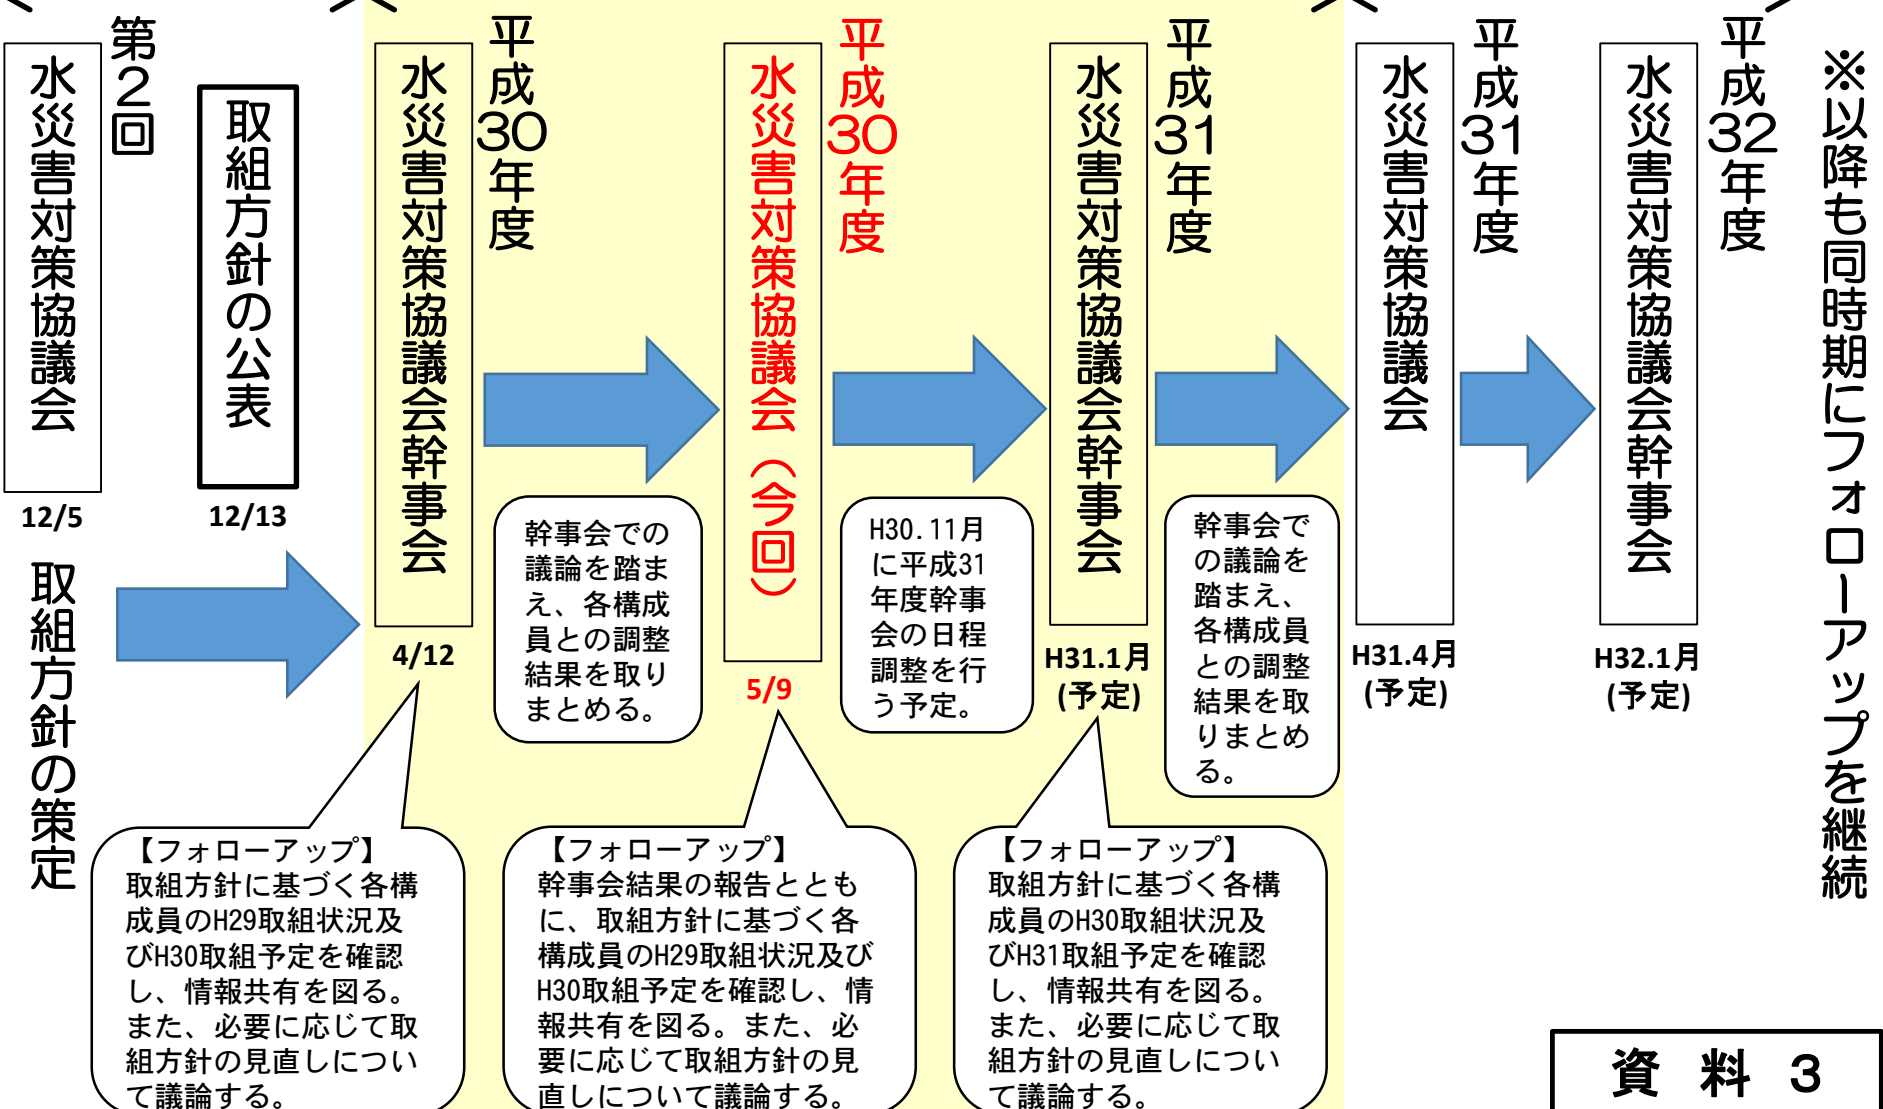 第2回
水災害対策協議会
12/5
取組方針の策定
取組方針の公表
12/13
平成30年度
水災害対策協議会幹事会
4/12
幹事会での
議論を踏ま
え、各構成
員との調整
結果を取り
まとめる。
平成30年度
水災害対策協議会（今回）
5/9
H30.11月
に平成31
年度幹事
会の日程
調整を行
う予定。
平成31年度
水災害対策協議会幹事会
H31.1月
(予定)
幹事会で
の議論を
踏まえ、
各構成員
との調整
結果を取
りまとめ
る。
平成31年度
水災害対策協議会
H31.4月
(予定)
平成32年度
水災害対策協議会幹事会
H32.1月
(予定)
※以降も同時期にフォローアップを継続
【フォローアップ】
取組方針に基づく各構
成員のH29取組状況及
びH30取組予定を確認
し、情報共有を図る。
また、必要に応じて取
組方針の見直しについ
て議論する。
【フォローアップ】
幹事会結果の報告ととも
に、取組方針に基づく各
構成員のH29取組状況及び
H30取組予定を確認し、情
報共有を図る。また、必
要に応じて取組方針の見
直しについて議論する。
【フォローアップ】
取組方針に基づく各構
成員のH30取組状況及
びH31取組予定を確認
し、情報共有を図る。
また、必要に応じて取
組方針の見直しについ
て議論する。
資料３